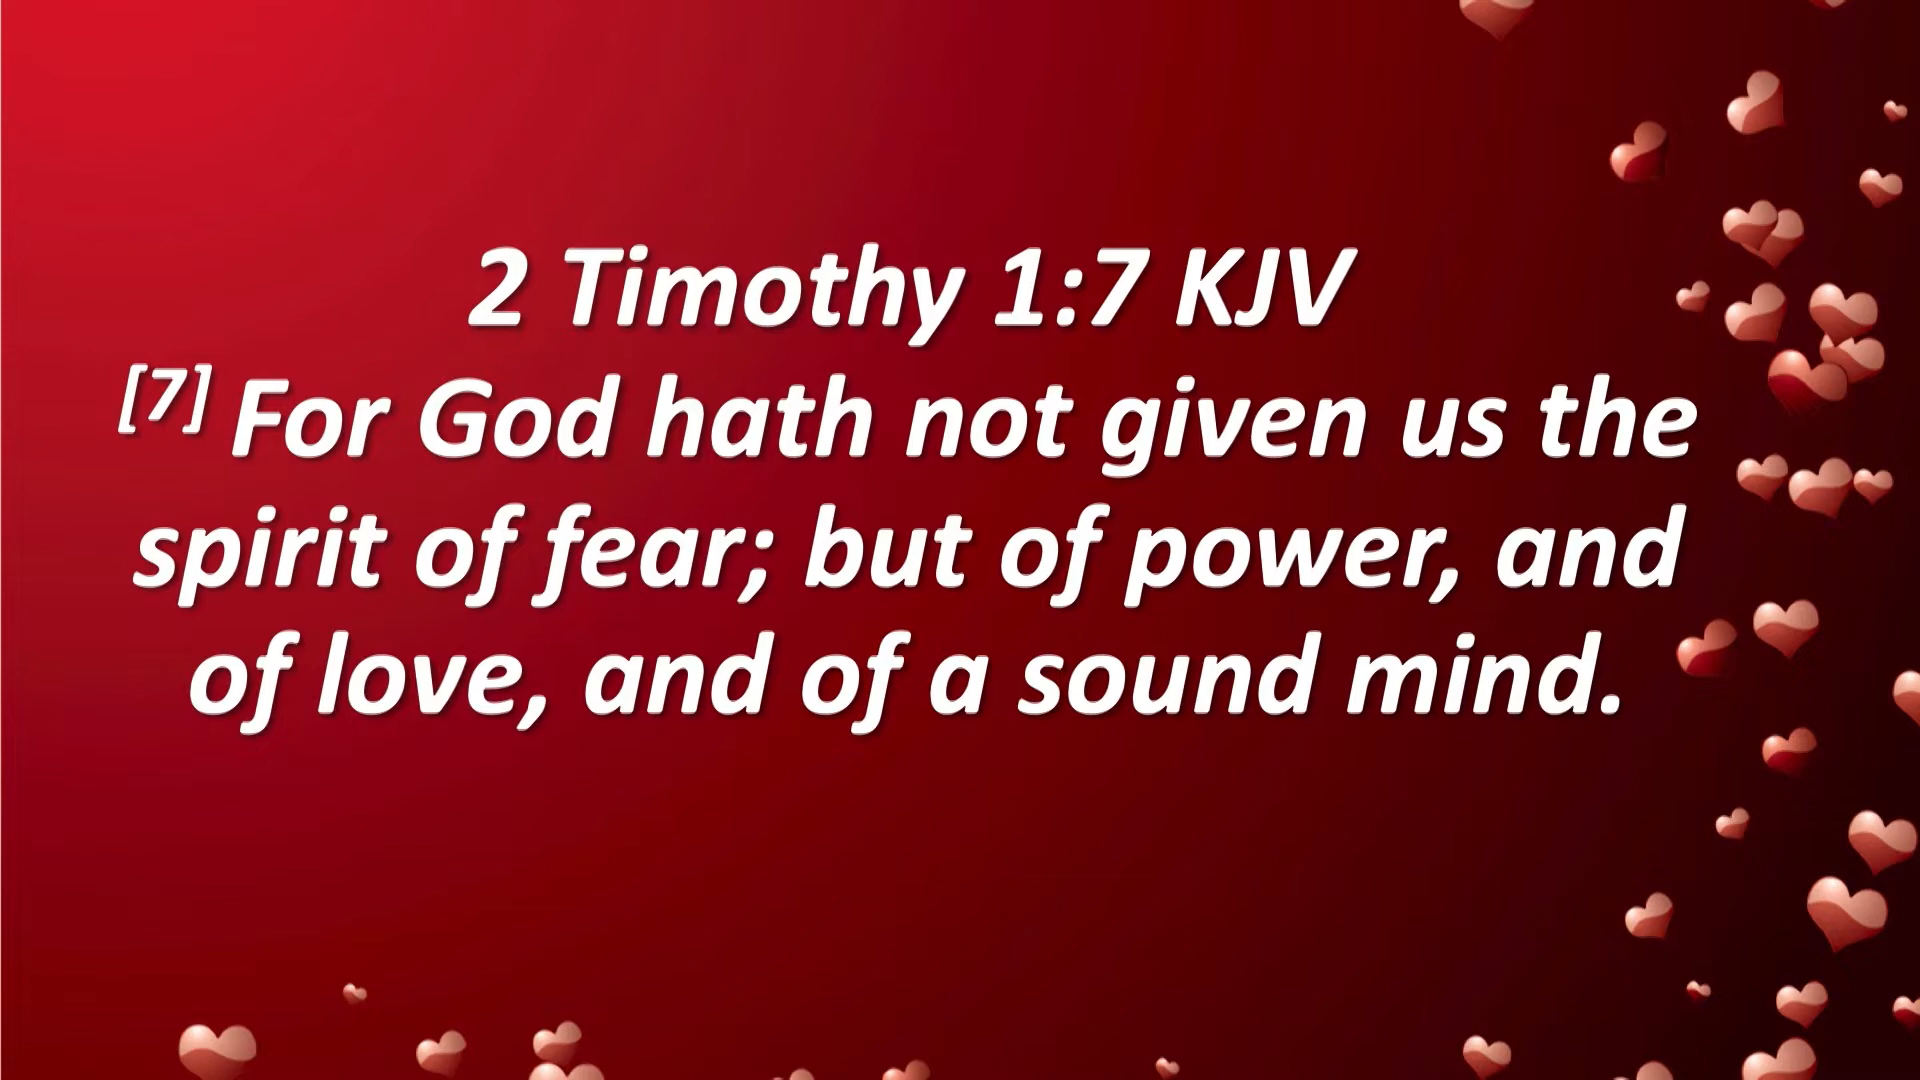 2 Timothy 1:7 KJV
[7] For God hath not given us the
spirit of fear; but of power, and
of love, and of a sound mind.